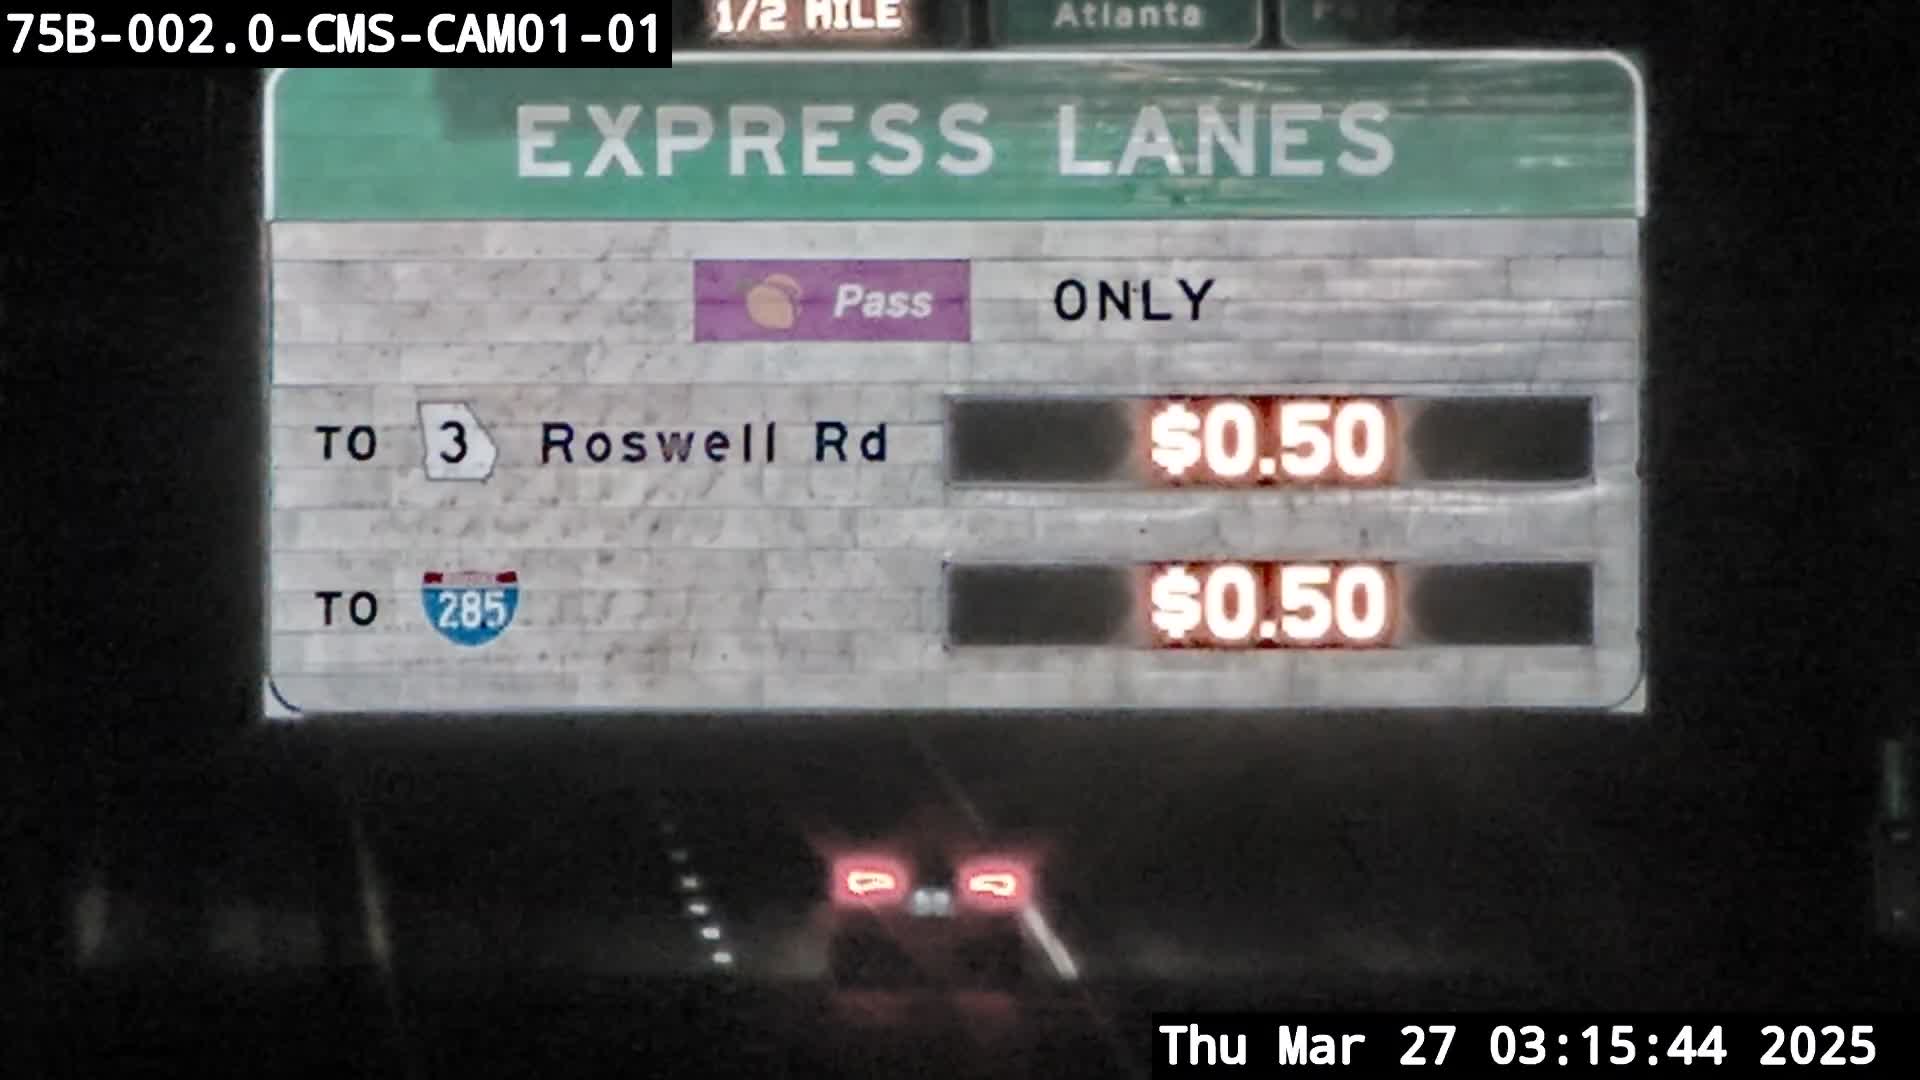 75B-002.0-CMS-CAM01-01
1/2 MILE
Atlanta
EXPRESS LANES
Pass ONLY
TO 3 Roswell Rd $0.50
TO 285 $0.50
Thu Mar 27 03:15:44 2025